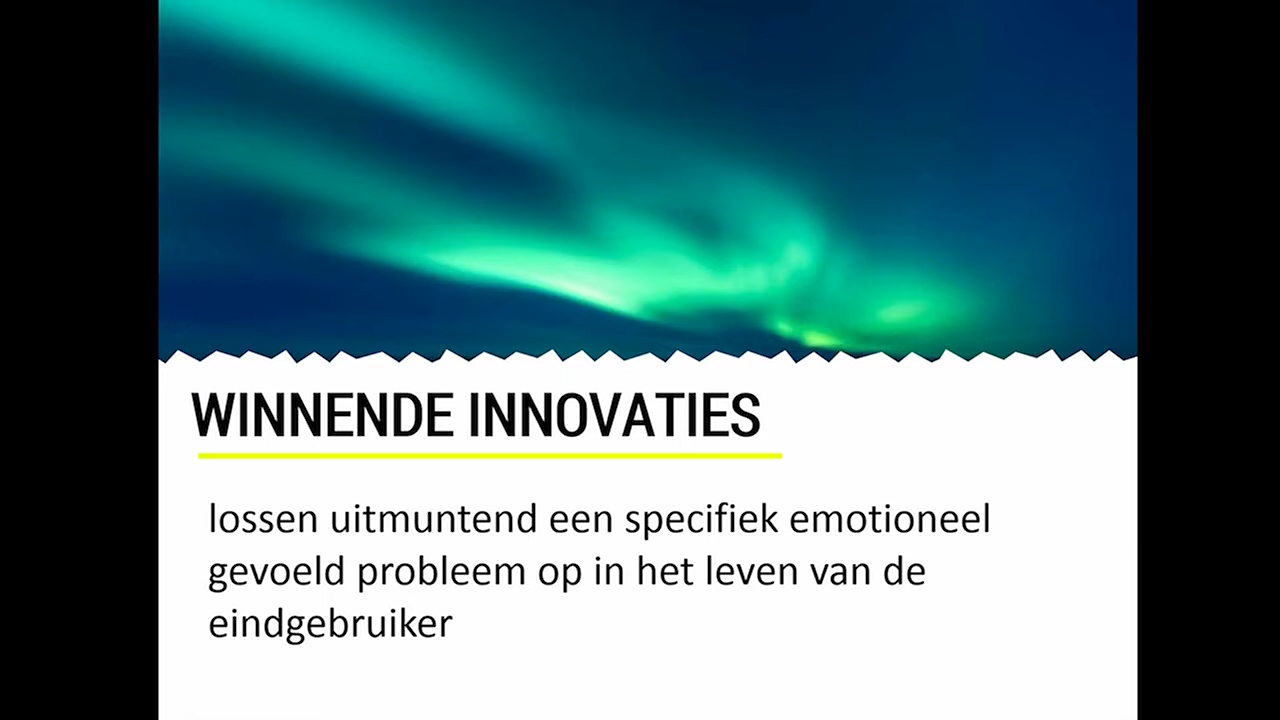 WINNENDE INNOVATIES
lossen uitmuntend een specifiek emotioneel
gevoeld probleem op in het leven van de
eindgebruiker